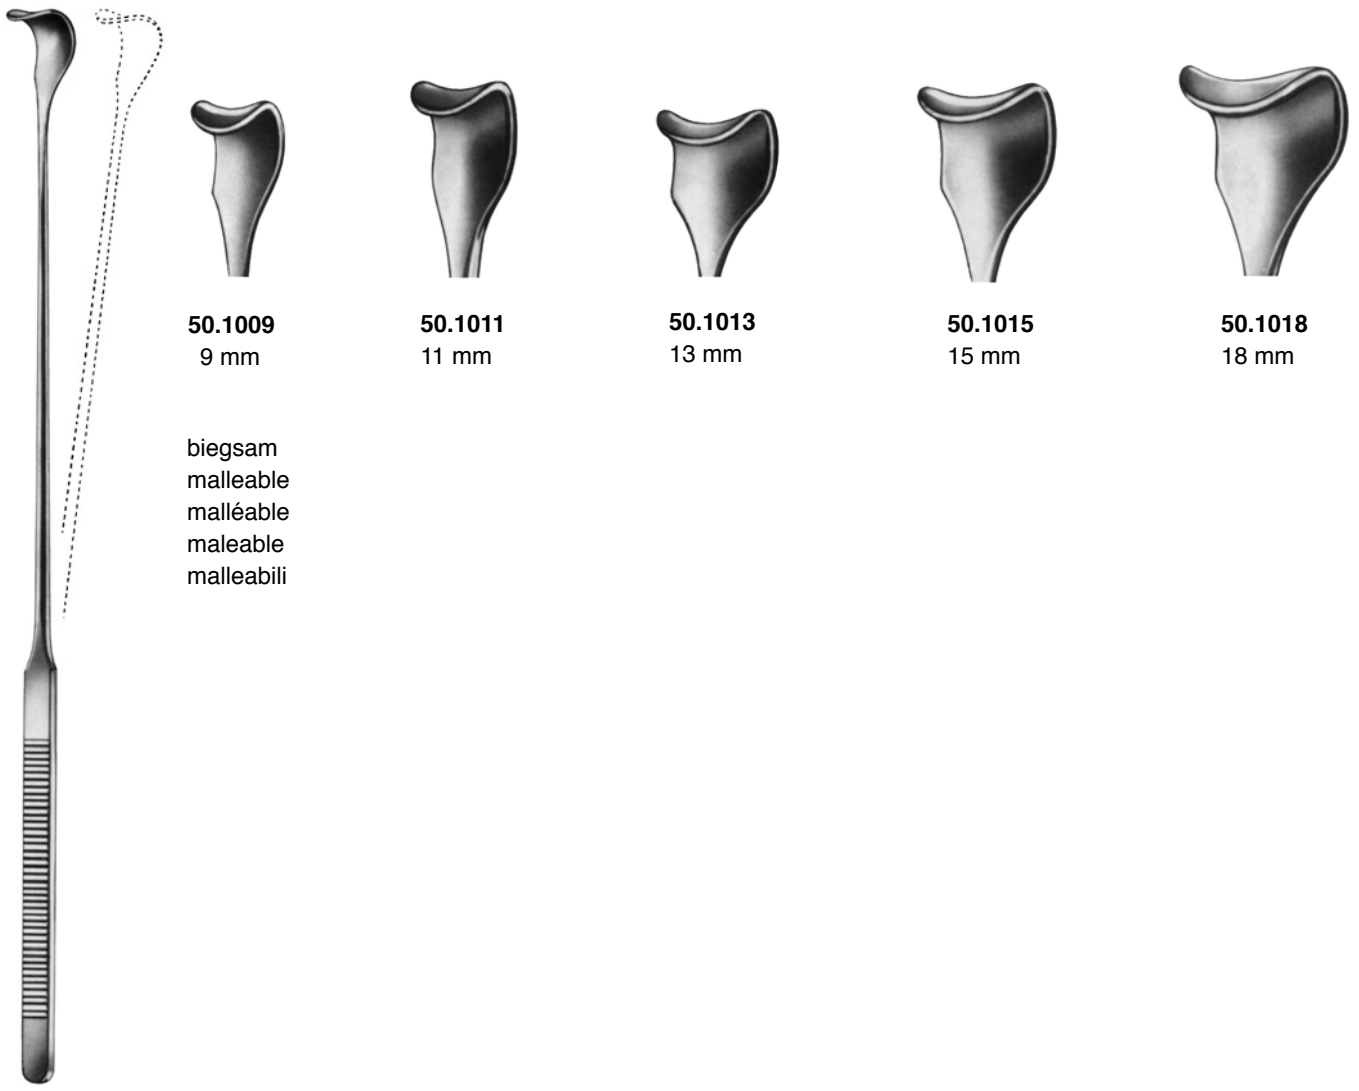 50.1009
9 mm
50.1011
11 mm
50.1013
13 mm
50.1015
15 mm
50.1018
18 mm
biegsam
malleable
malléable
maleable
malleabili